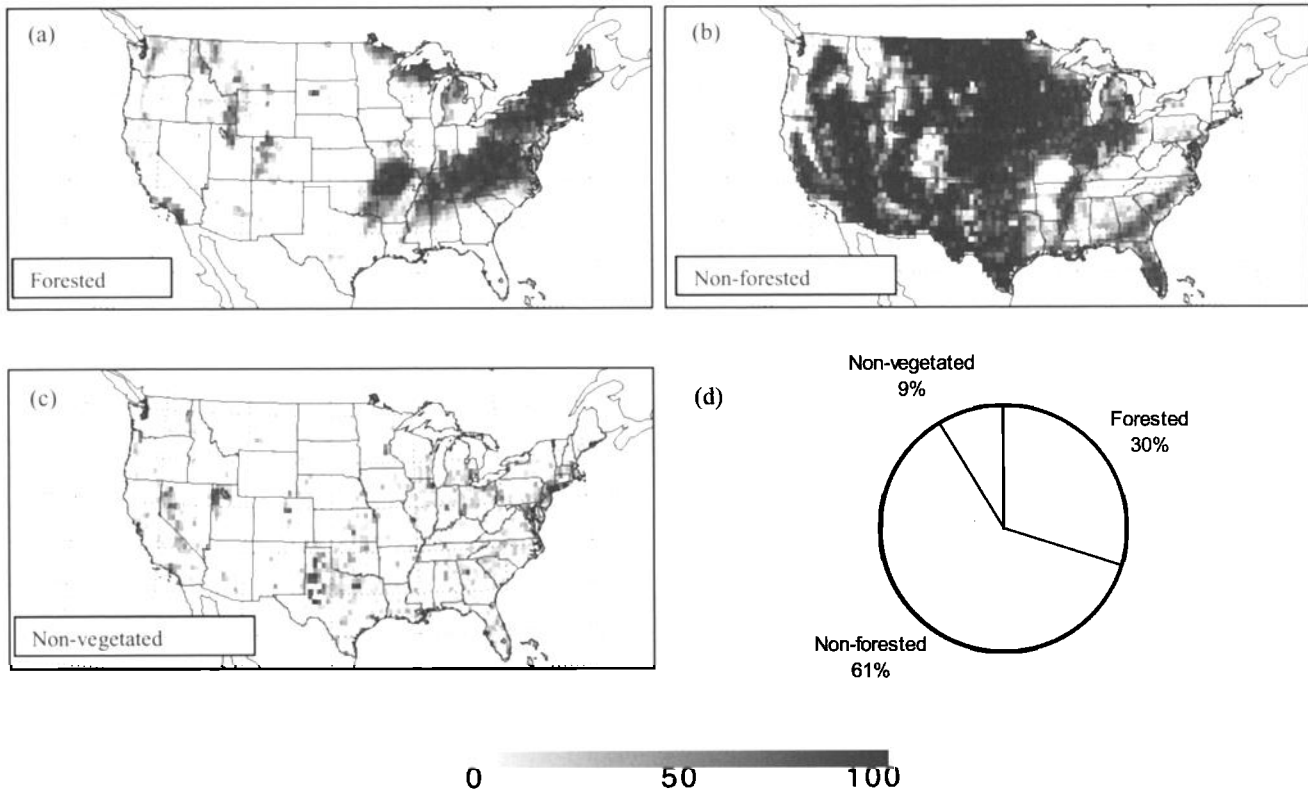 (a)
Forested
(b)
Non-forested
(c)
Non-vegetated
(d)
Non-vegetated
9%
Forested
30%
Non-forested
61%
0 50 100